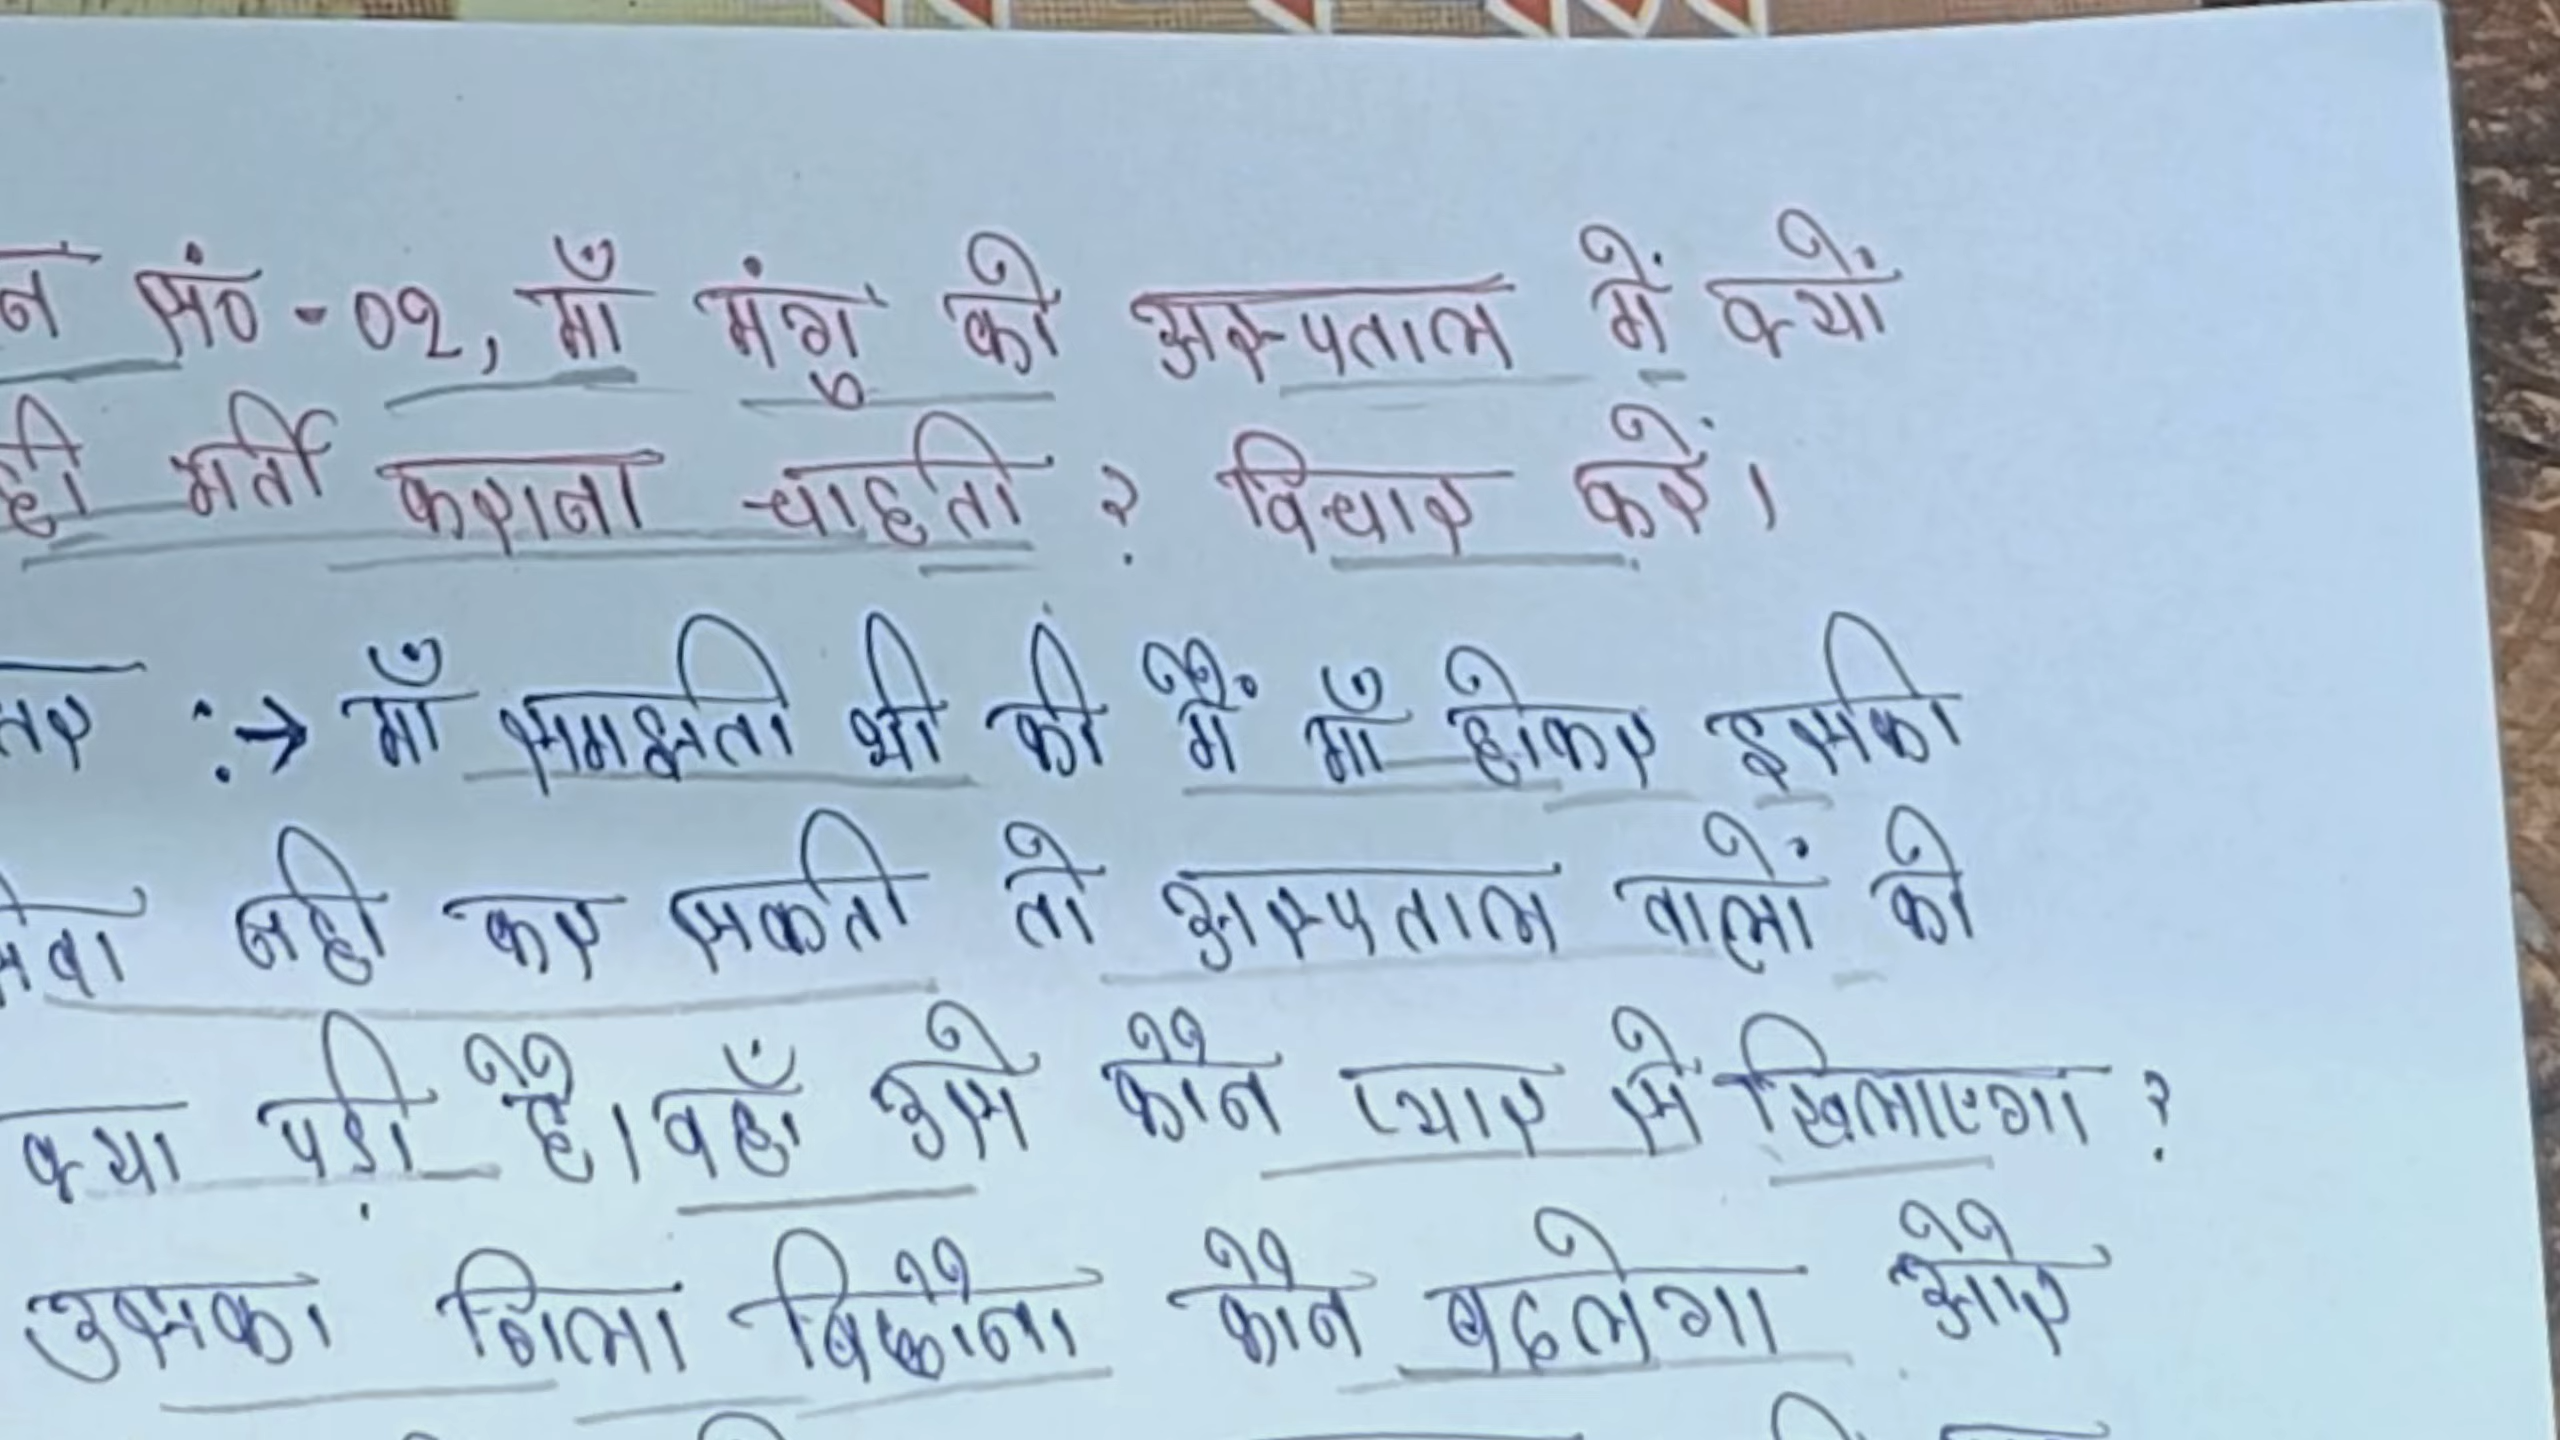 न सं० - 02, माँ मंगु को अस्पताल में क्यों
ही भर्ती कराना चाहती ? विचार करें।
तर :→ माँ समझती थी की मैं माँ होकर इसकी
सेवा नही कर सकती तो अस्पताल वालों को
क्या पड़ी है। वहाँ उसे कौन प्यार से खिलाएगा ?
उसका गिला बिछौना कौन बदलेगा और